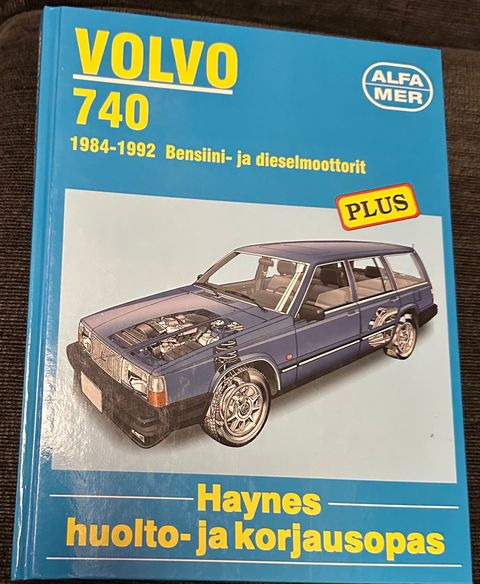 VOLVO
740
1984-1992 Bensiini- ja dieselmoottorit
ALFA
MER
PLUS
Haynes
huolto- ja korjausopas